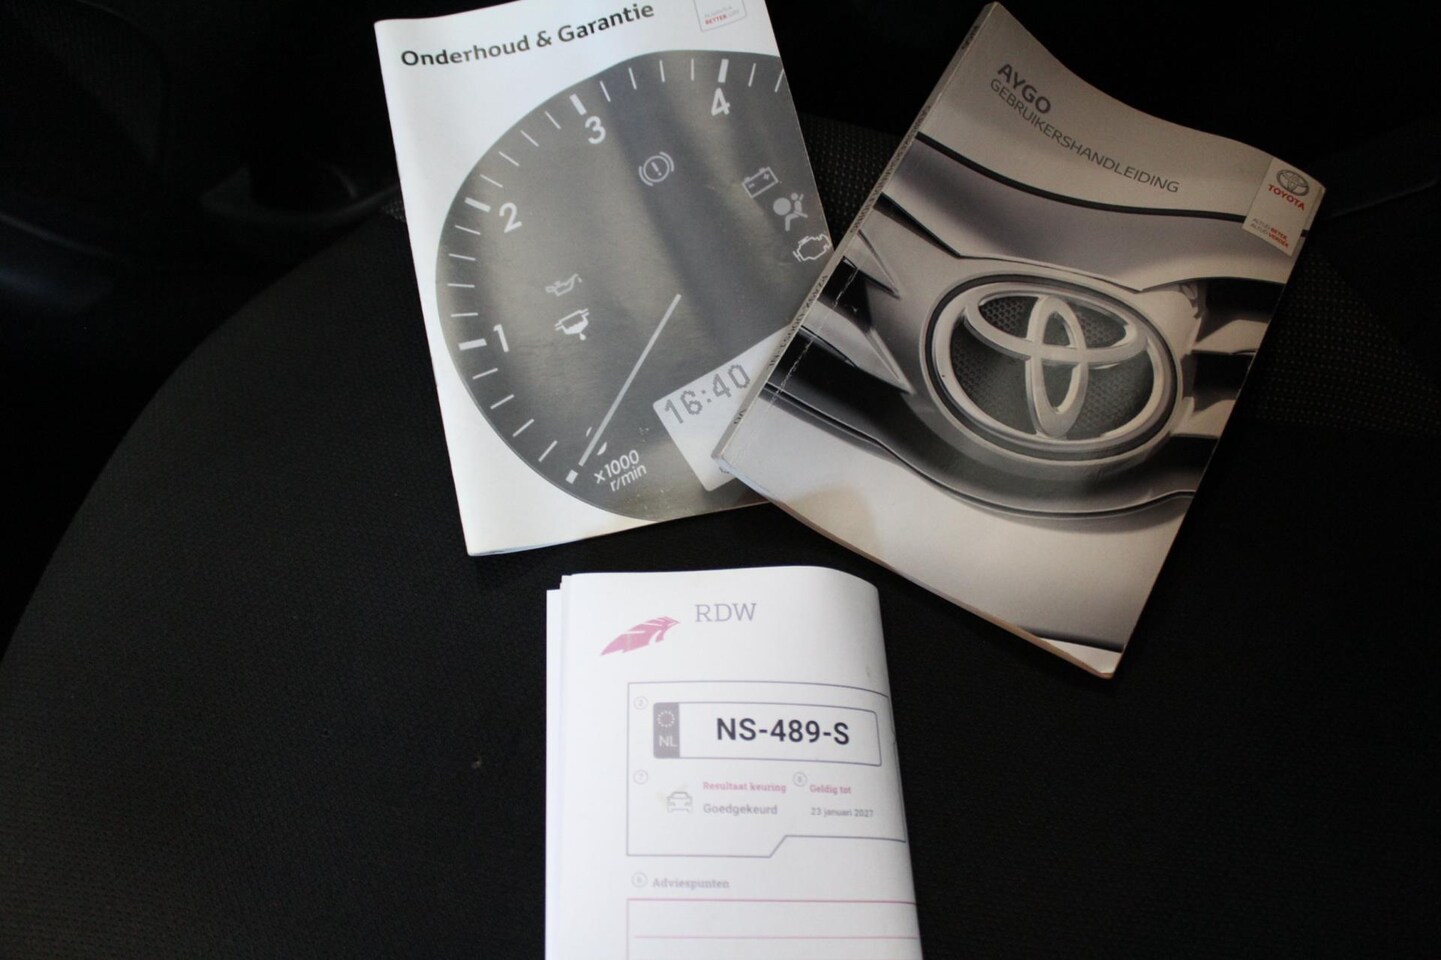 Onderhoud & Garantie
BETTER
4
3
2
1
16:40
x1000
r/min
AYGO
GEBRUIKERSHANDLEIDING
TOYOTA
RDW
NL
NS-489-S
Resultaat keuring
Geldig tot
Goedgekeurd
23 januari 2027
Adviespunten